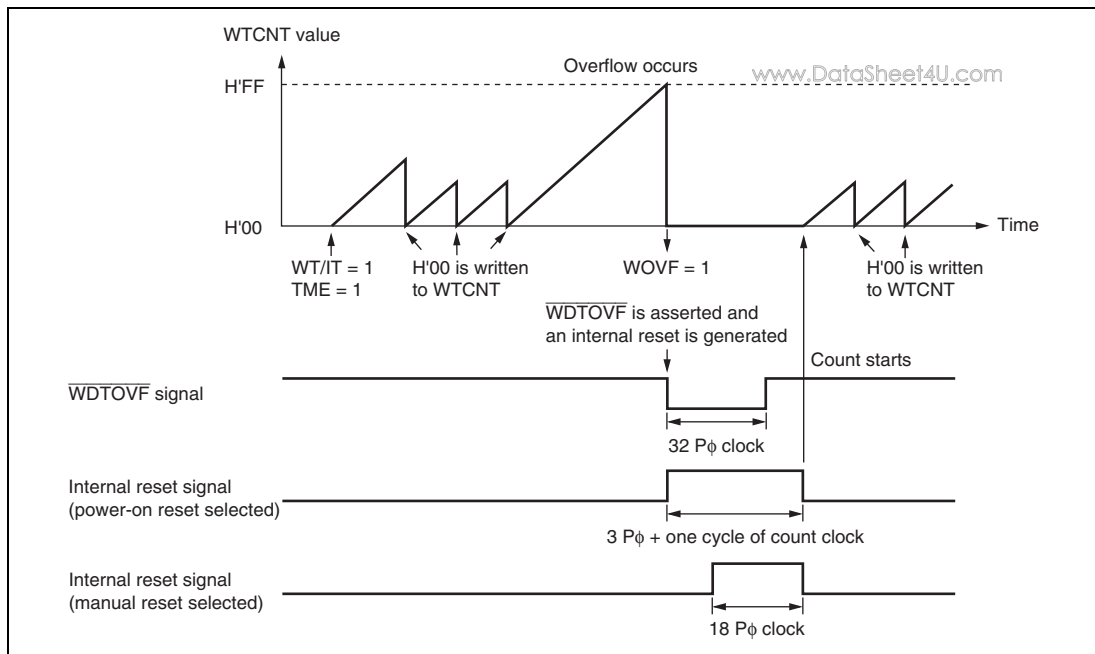 WTCNT value
Overflow occurs
www.DataSheet4U.com
H'FF
H'00
Time
WT/IT = 1
TME = 1
H'00 is written
to WTCNT
WOVF = 1
H'00 is written
to WTCNT
WDTOVF is asserted and
an internal reset is generated
Count starts
WDTOVF signal
32 Pϕ clock
Internal reset signal
(power-on reset selected)
3 Pϕ + one cycle of count clock
Internal reset signal
(manual reset selected)
18 Pϕ clock